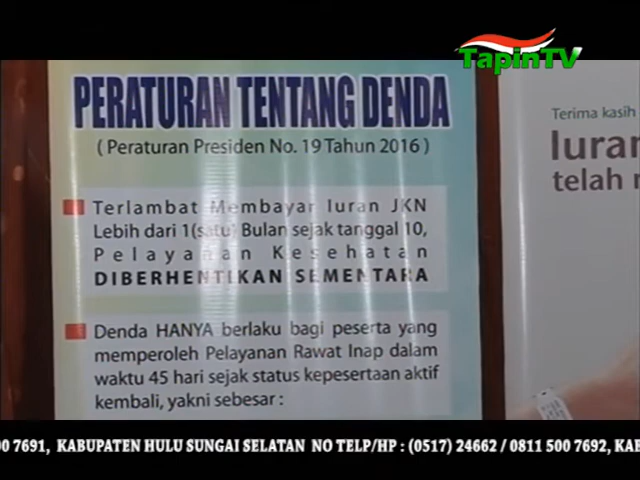 TapinTV
PERATURAN TENTANG DENDA
( Peraturan Presiden No. 19 Tahun 2016 )
Terlambat Membayar Iuran JKN
Lebih dari 1(satu) Bulan sejak tanggal 10,
Pelayanan Kesehatan
DIBERHENTIKAN SEMENTARA
Denda HANYA berlaku bagi peserta yang
memperoleh Pelayanan Rawat Inap dalam
waktu 45 hari sejak status kepesertaan aktif
kembali, yakni sebesar :
Terima kasih
Iuran
telah
00 7691, KABUPATEN HULU SUNGAI SELATAN NO TELP/HP : (0517) 24662 / 0811 500 7692, KAB